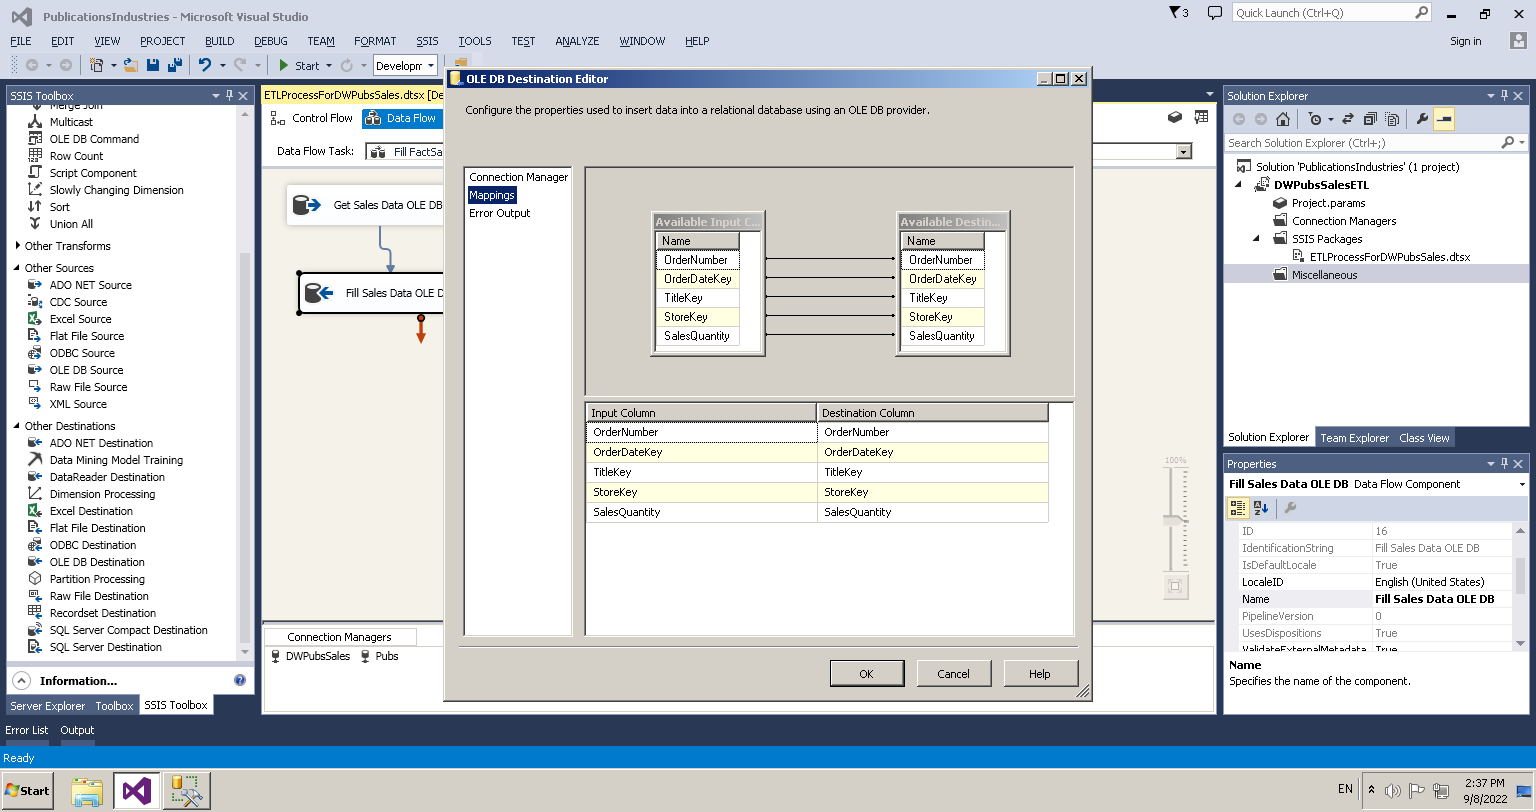 PublicationsIndustries - Microsoft Visual Studio
3
Quick Launch (Ctrl+Q)
FILE EDIT VIEW PROJECT BUILD DEBUG TEAM FORMAT SSIS TOOLS TEST ANALYZE WINDOW HELP
Sign in
Start
Developm
SSIS Toolbox
Merge Join
Multicast
OLE DB Command
Row Count
Script Component
Slowly Changing Dimension
Sort
Union All
Other Transforms
Other Sources
ADO NET Source
CDC Source
Excel Source
Flat File Source
ODBC Source
OLE DB Source
Raw File Source
XML Source
Other Destinations
ADO NET Destination
Data Mining Model Training
DataReader Destination
Dimension Processing
Excel Destination
Flat File Destination
ODBC Destination
OLE DB Destination
Partition Processing
Raw File Destination
Recordset Destination
SQL Server Compact Destination
SQL Server Destination
Information...
Server Explorer Toolbox SSIS Toolbox
Error List Output
Ready
ETLProcessForDWPubsSales.dtsx [De
Control Flow Data Flow
Data Flow Task: Fill FactSa
Get Sales Data OLE DB
Fill Sales Data OLE D
100%
Connection Managers
DWPubsSales Pubs
OLE DB Destination Editor
Configure the properties used to insert data into a relational database using an OLE DB provider.
Connection Manager
Mappings
Error Output
Available Input C...
Name
OrderNumber
OrderDateKey
TitleKey
StoreKey
SalesQuantity
Available Destin...
Name
OrderNumber
OrderDateKey
TitleKey
StoreKey
SalesQuantity
Input Column Destination Column
OrderNumber OrderNumber
OrderDateKey OrderDateKey
TitleKey TitleKey
StoreKey StoreKey
SalesQuantity SalesQuantity
OK Cancel Help
Solution Explorer
Search Solution Explorer (Ctrl+;)
Solution 'PublicationsIndustries' (1 project)
DWPubsSalesETL
Project.params
Connection Managers
SSIS Packages
ETLProcessForDWPubsSales.dtsx
Miscellaneous
Solution Explorer Team Explorer Class View
Properties
Fill Sales Data OLE DB Data Flow Component
ID 16
IdentificationString Fill Sales Data OLE DB
IsDefaultLocale True
LocaleID English (United States)
Name Fill Sales Data OLE DB
PipelineVersion 0
UsesDispositions True
ValidateExternalMetadata True
Name
Specifies the name of the component.
Start
EN
2:37 PM
9/8/2022